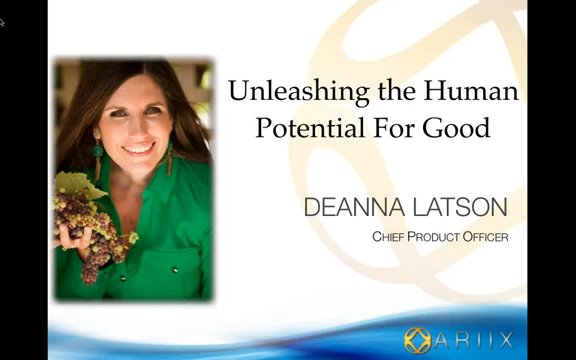 Unleashing the Human
Potential For Good
DEANNA LATSON
CHIEF PRODUCT OFFICER
ARIIX